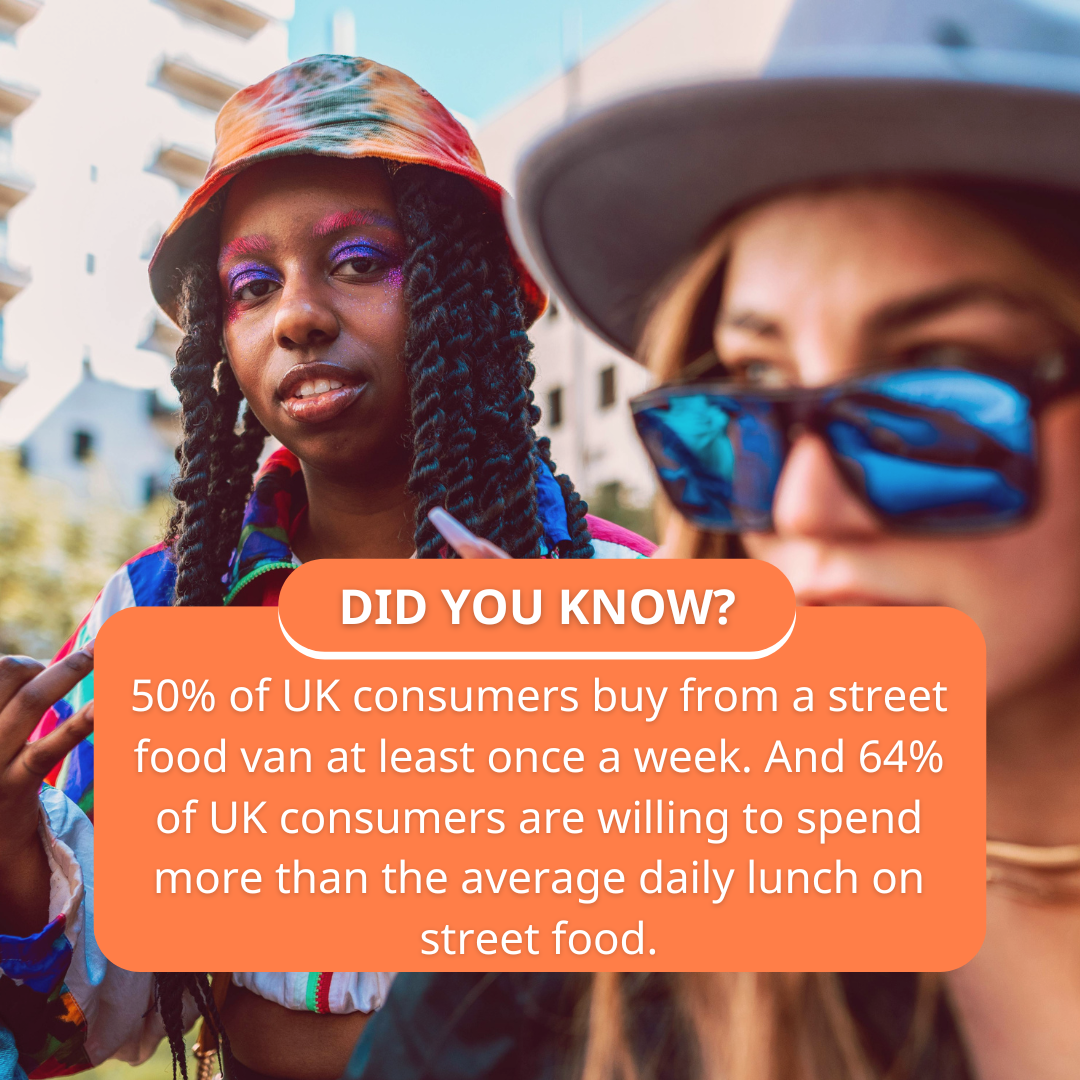 DID YOU KNOW?
50% of UK consumers buy from a street
food van at least once a week. And 64%
of UK consumers are willing to spend
more than the average daily lunch on
street food.